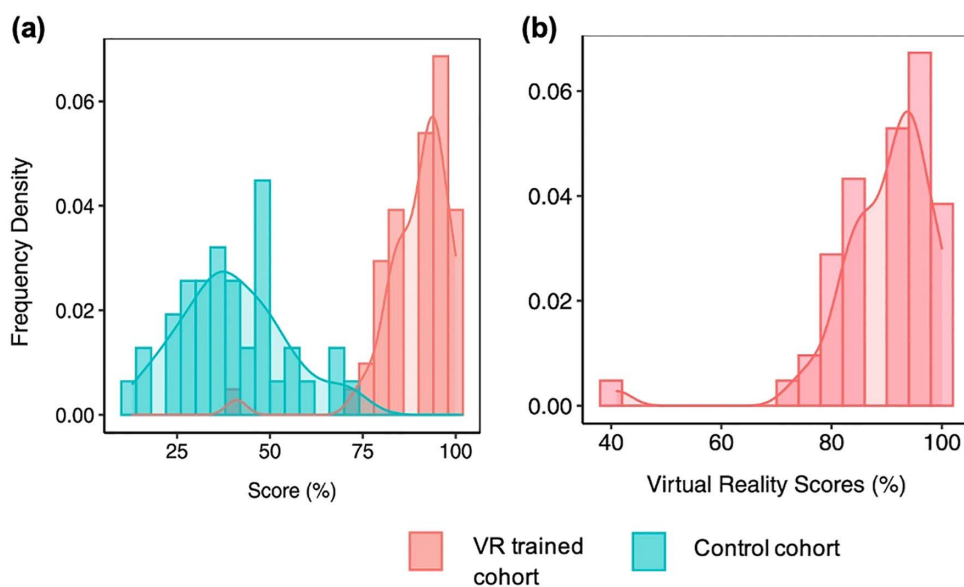 (a)
(b)
Frequency Density
0.06
0.04
0.02
0.00
25 50 75 100
Score (%)
0.06
0.04
0.02
0.00
40 60 80 100
Virtual Reality Scores (%)
VR trained
cohort
Control cohort